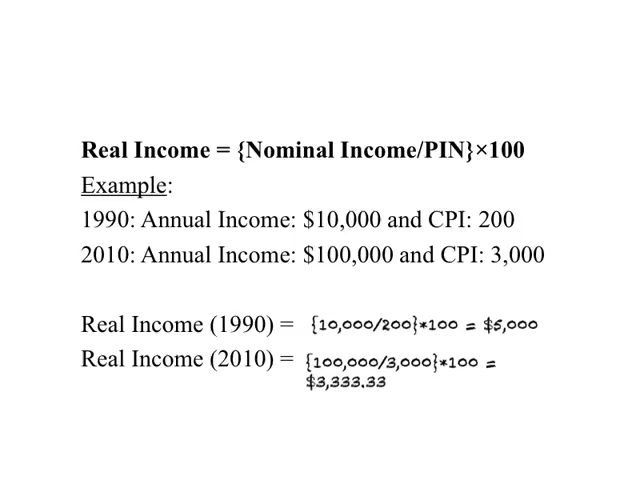 Real Income = {Nominal Income/PIN}×100
Example:
1990: Annual Income: $10,000 and CPI: 200
2010: Annual Income: $100,000 and CPI: 3,000
Real Income (1990) = {10,000/200}*100 = $5,000
Real Income (2010) = {100,000/3,000}*100 =
$3,333.33